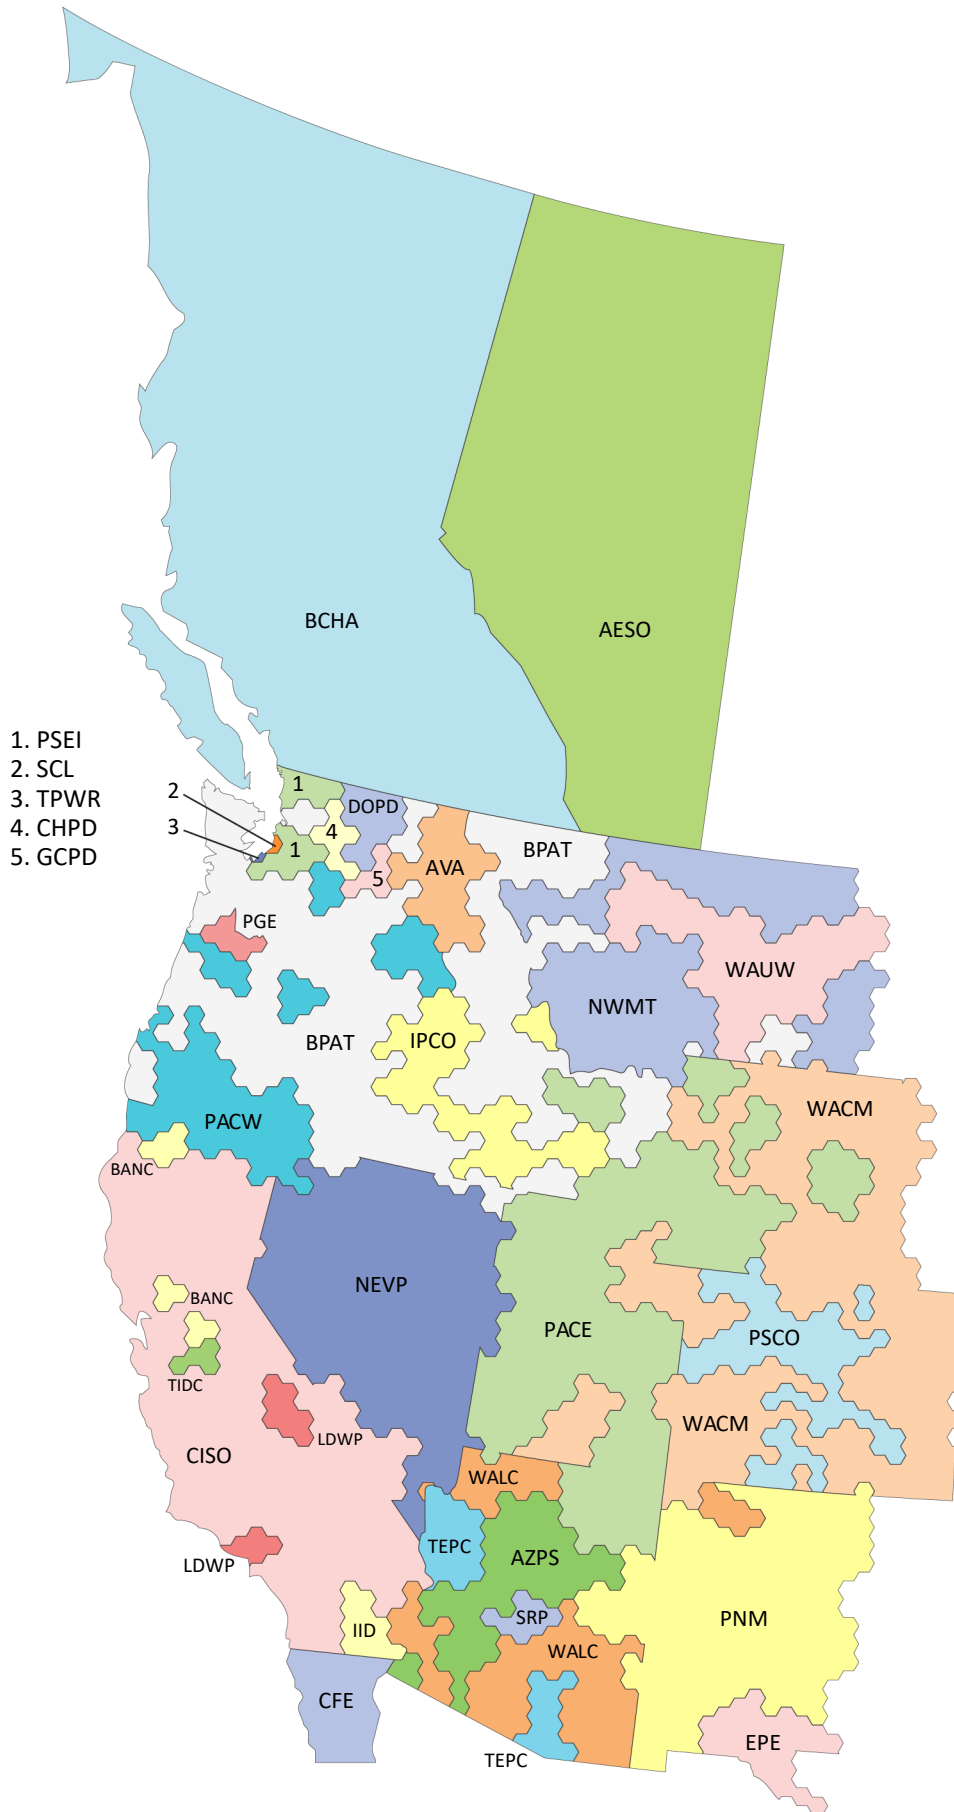 BCHA
AESO
1. PSEI
2. SCL
3. TPWR
4. CHPD
5. GCPD
2
3
1
DOPD
4
1
5
AVA
BPAT
PGE
WAUW
NWMT
BPAT
IPCO
PACW
WACM
BANC
NEVP
BANC
PACE
PSCO
TIDC
LDWP
WACM
CISO
WALC
LDWP
TEPC
AZPS
IID
SRP
PNM
WALC
CFE
EPE
TEPC